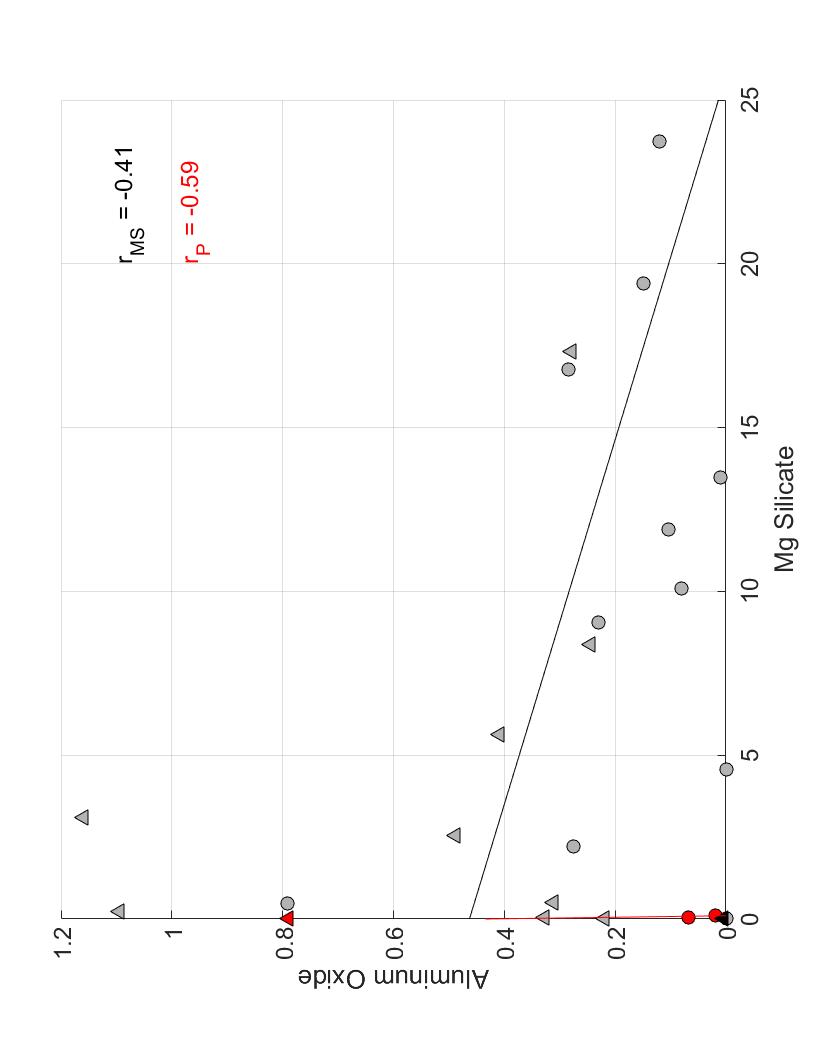 1.2
1
0.8
0.6
0.4
0.2
0
Aluminum Oxide
r_MS = -0.41
r_P = -0.59
0 5 10 15 20 25
Mg Silicate